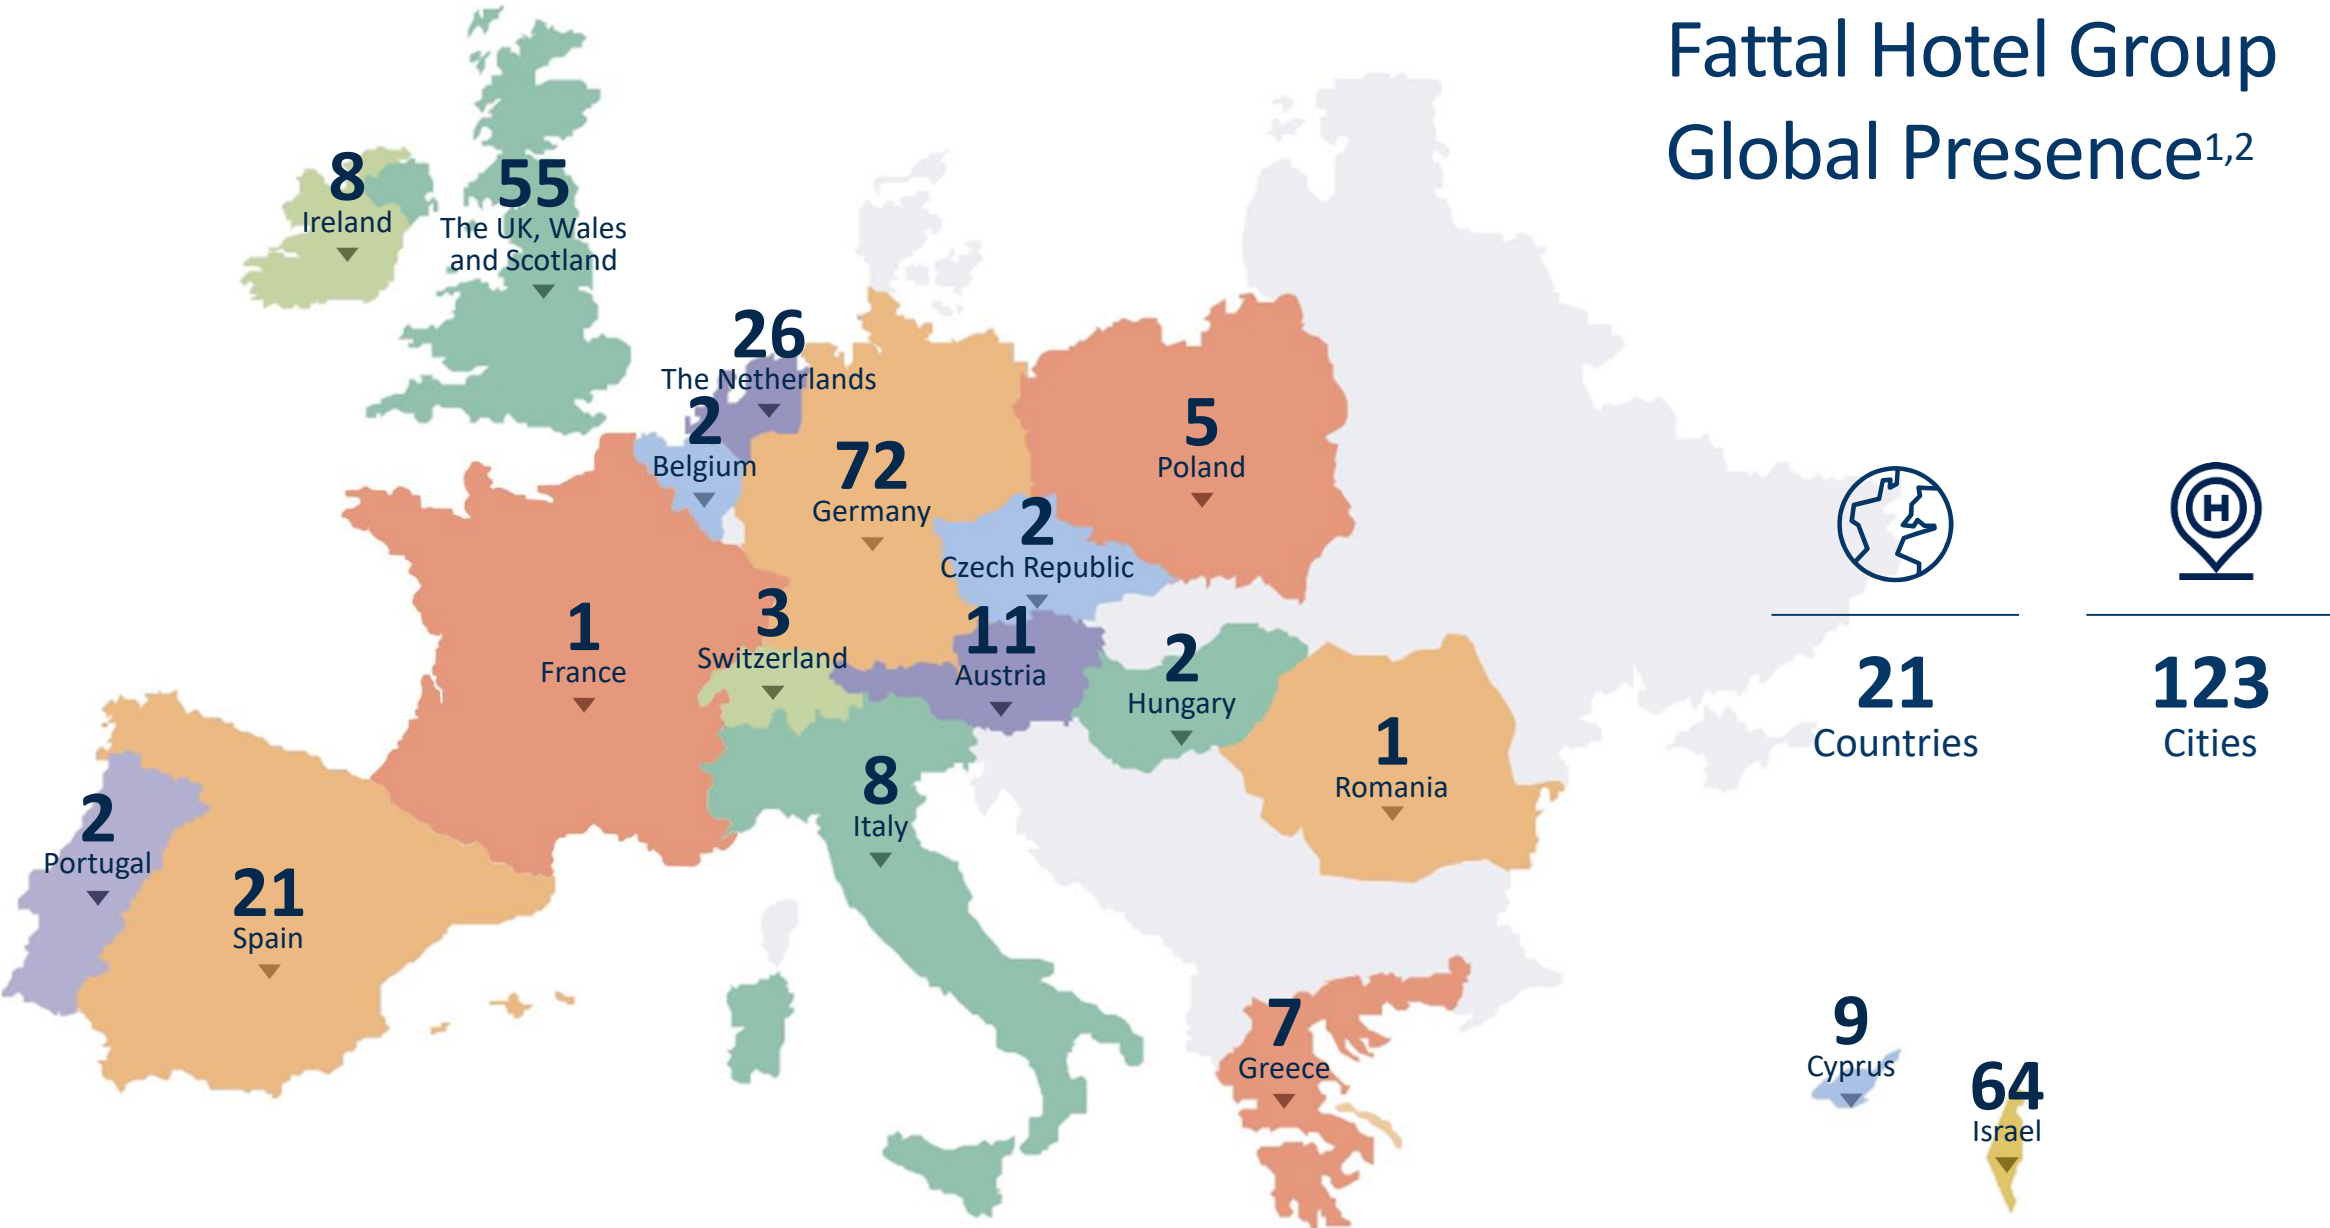 Fattal Hotel Group
Global Presence1,2
8
Ireland
55
The UK, Wales
and Scotland
26
The Netherlands
2
Belgium
72
Germany
5
Poland
2
Czech Republic
1
France
3
Switzerland
11
Austria
2
Hungary
1
Romania
8
Italy
2
Portugal
21
Spain
7
Greece
9
Cyprus
64
Israel
21
Countries
H
123
Cities